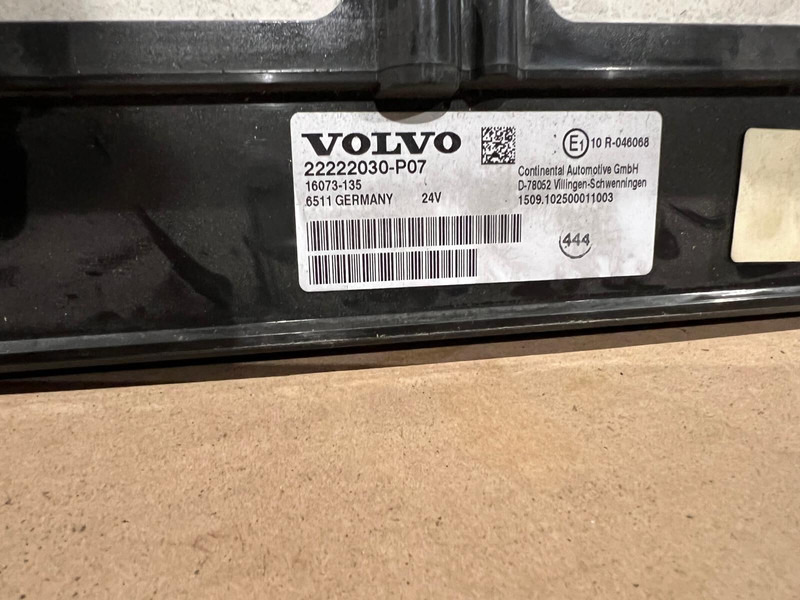 VOLVO
22222030-P07
16073-135
6511 GERMANY 24V
E1 10 R-046068
Continental Automotive GmbH
D-78052 Villingen-Schwenningen
1509.102500011003
444